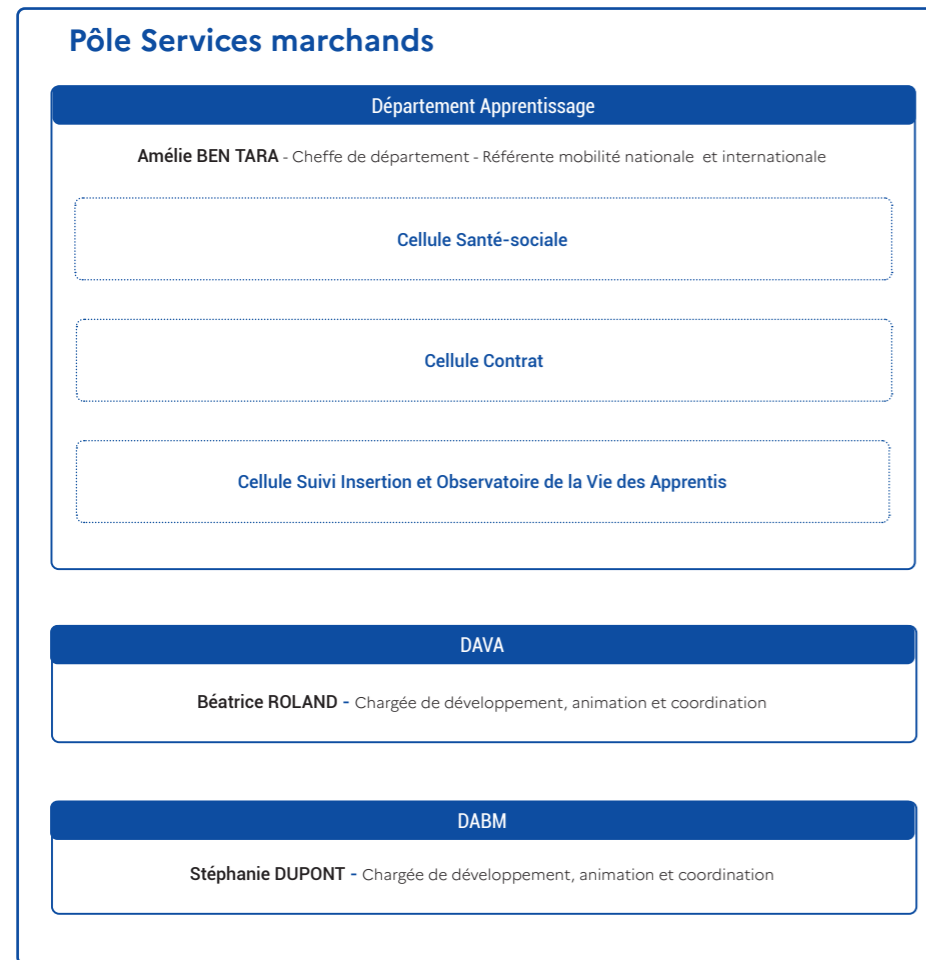 Pôle Services marchands
Département Apprentissage
Amélie BEN TARA - Cheffe de département - Référente mobilité nationale et internationale
Cellule Santé-sociale
Cellule Contrat
Cellule Suivi Insertion et Observatoire de la Vie des Apprentis
DAVA
Béatrice ROLAND - Chargée de développement, animation et coordination
DABM
Stéphanie DUPONT - Chargée de développement, animation et coordination